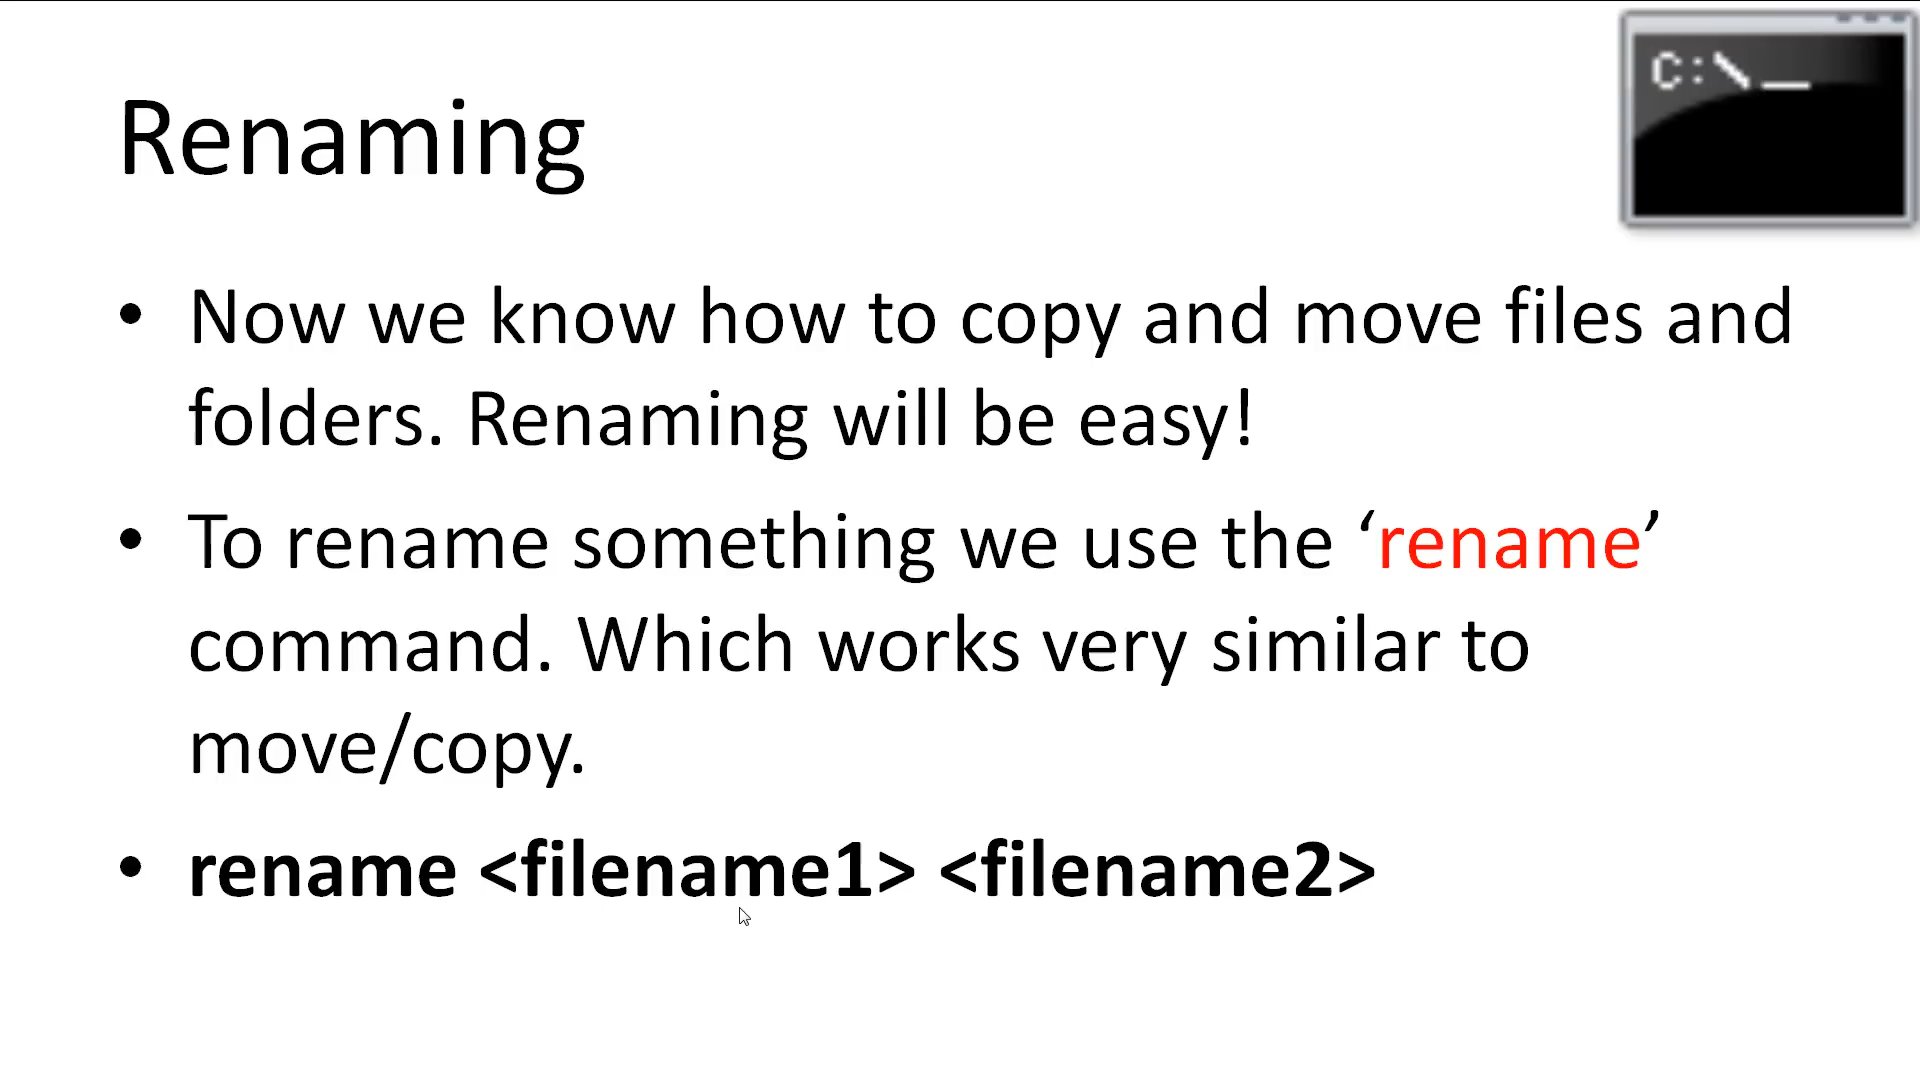 C:\_
Renaming
• Now we know how to copy and move files and
folders. Renaming will be easy!
• To rename something we use the ‘rename’
command. Which works very similar to
move/copy.
• rename <filename1> <filename2>